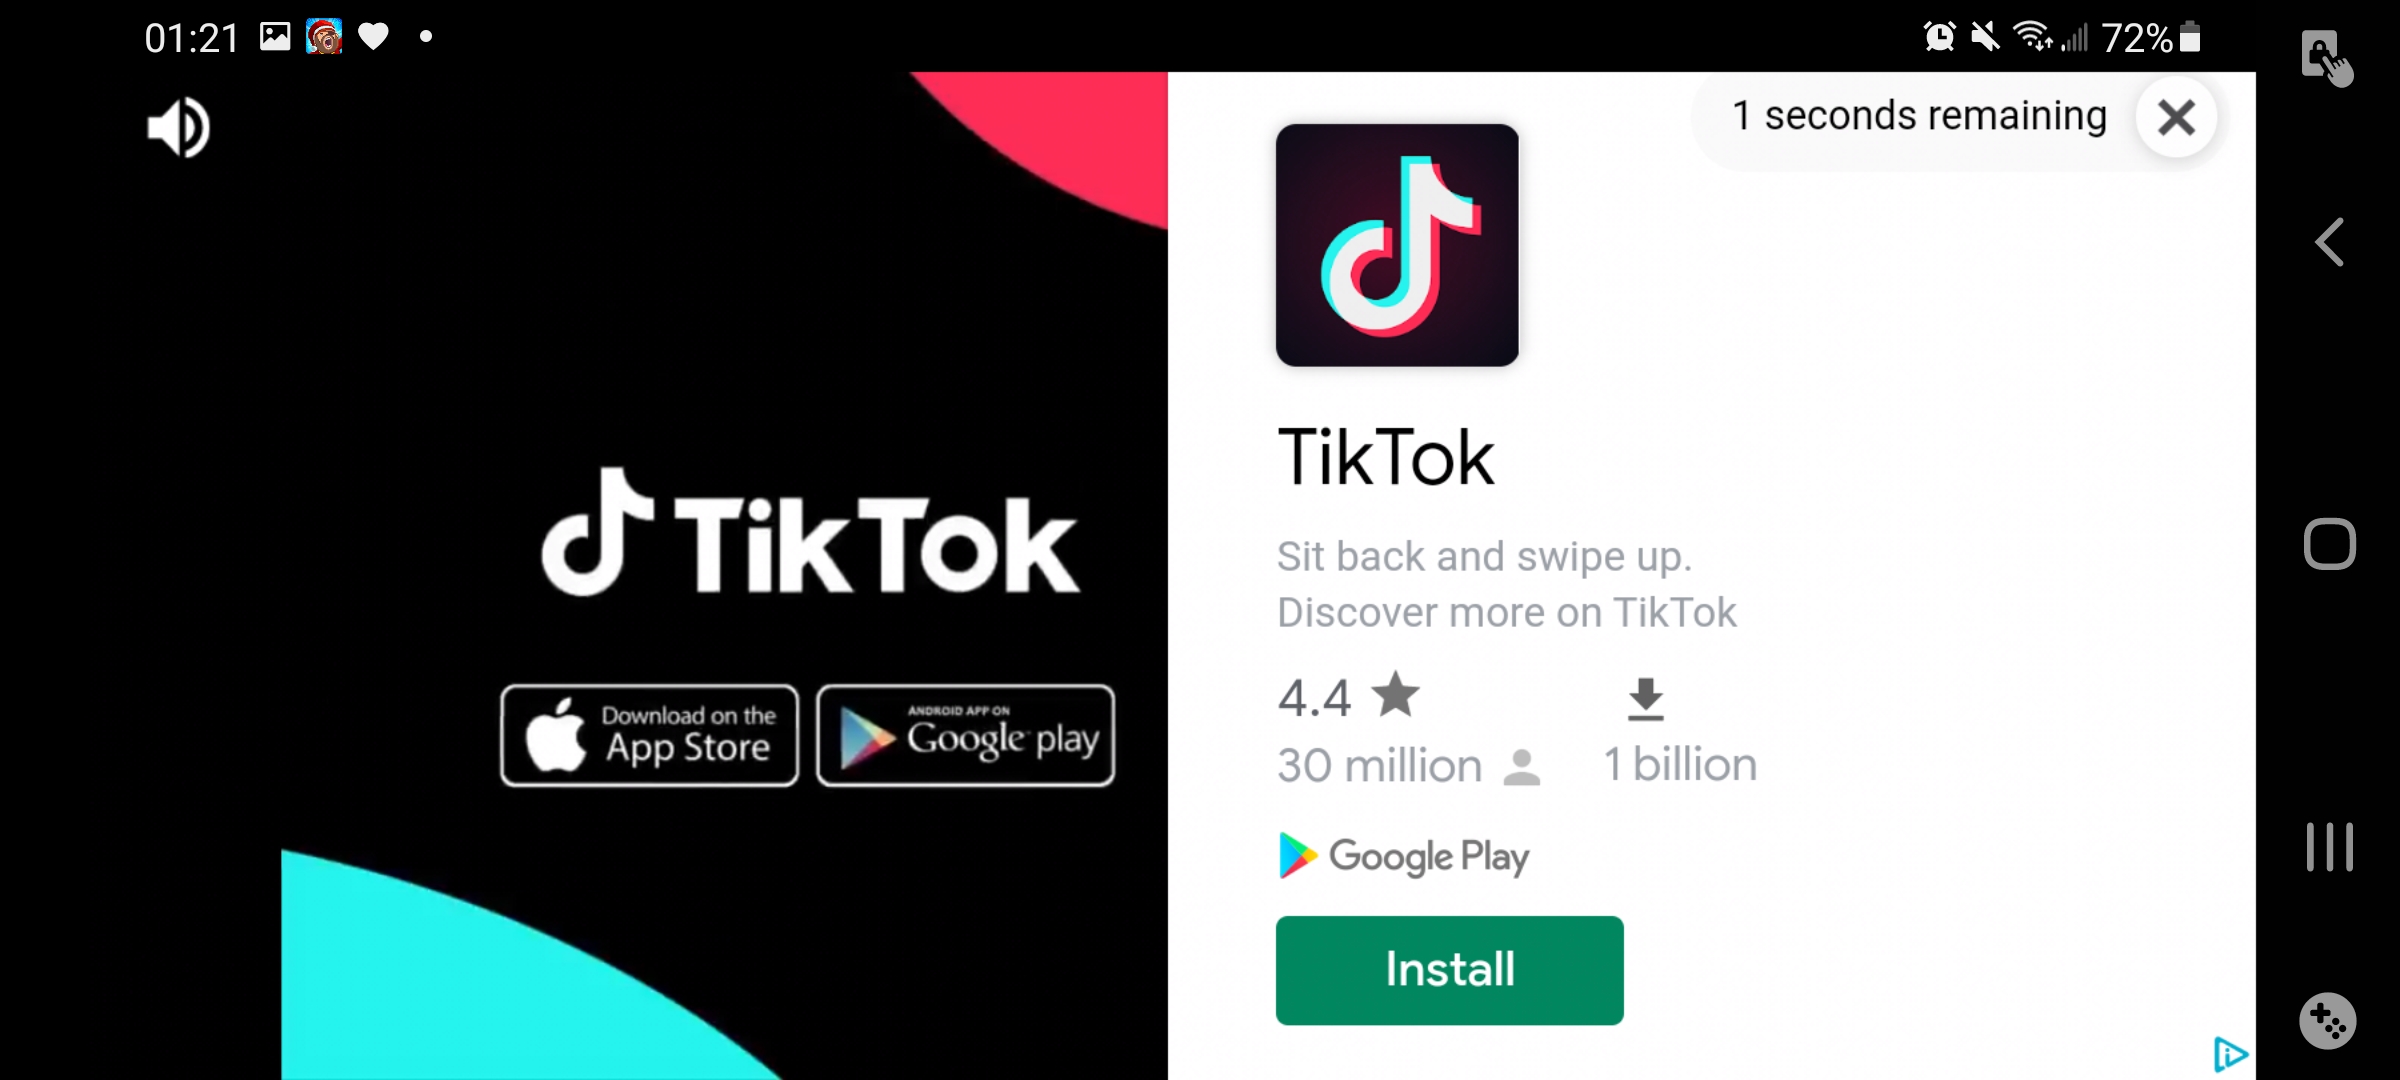 01:21
72%
1 seconds remaining
TikTok
Download on the
App Store
ANDROID APP ON
Google play
TikTok
Sit back and swipe up.
Discover more on TikTok
4.4
30 million
1 billion
Google Play
Install